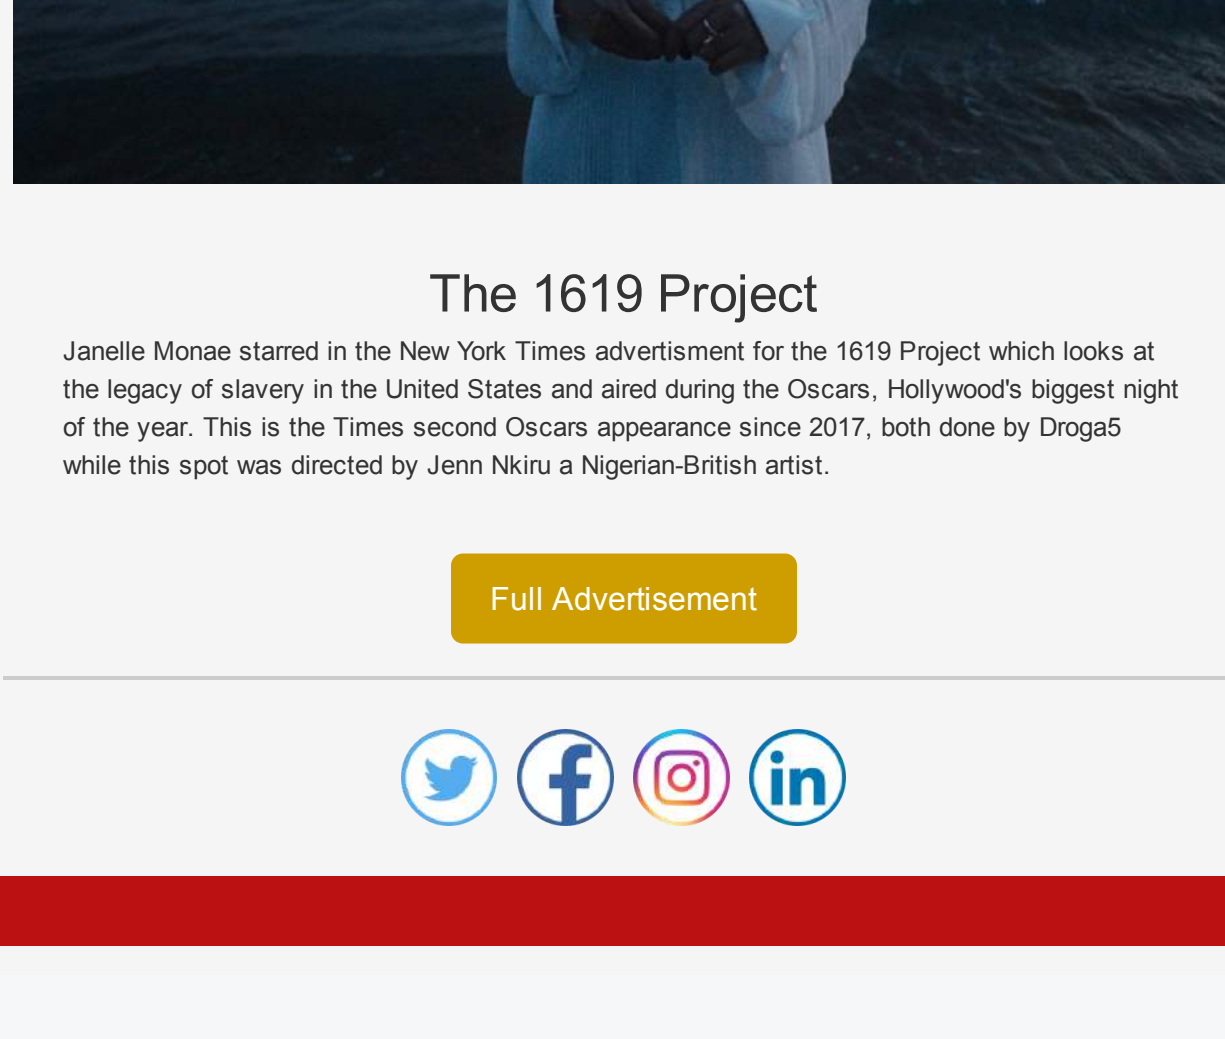 The 1619 Project
Janelle Monae starred in the New York Times advertisment for the 1619 Project which looks at
the legacy of slavery in the United States and aired during the Oscars, Hollywood's biggest night
of the year. This is the Times second Oscars appearance since 2017, both done by Droga5
while this spot was directed by Jenn Nkiru a Nigerian-British artist.
Full Advertisement
in